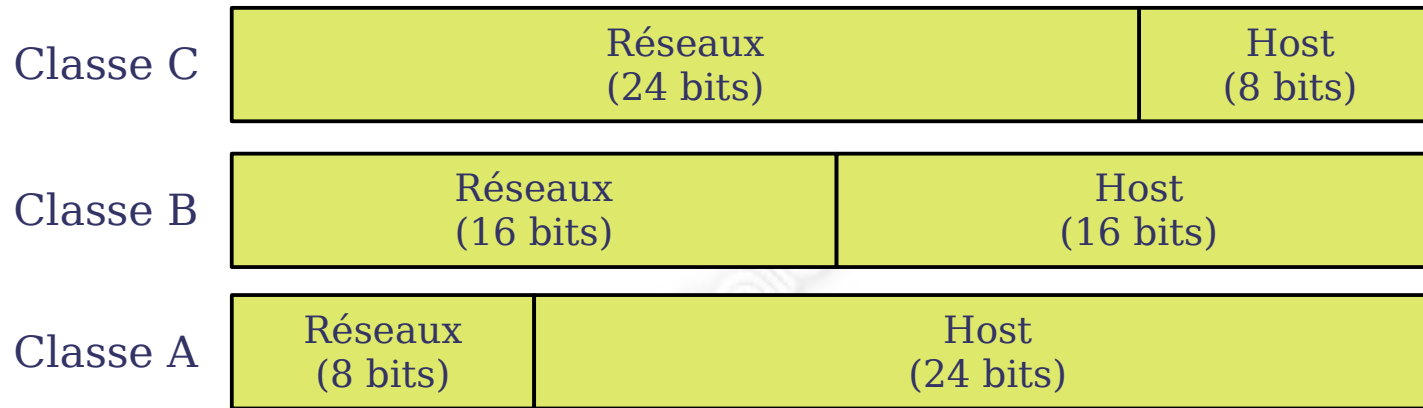 Classe C
Réseaux
(24 bits)
Host
(8 bits)
Classe B
Réseaux
(16 bits)
Host
(16 bits)
Classe A
Réseaux
(8 bits)
Host
(24 bits)